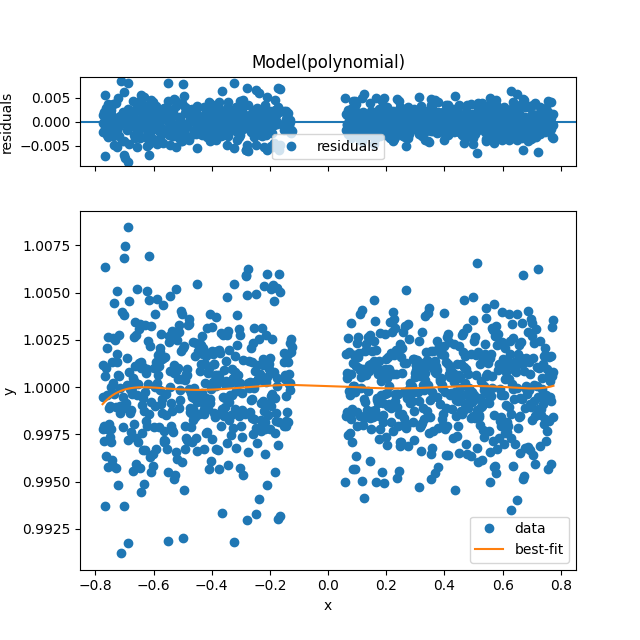 Model(polynomial)
residuals
0.005
0.000
−0.005
residuals
y
1.0075
1.0050
1.0025
1.0000
0.9975
0.9950
0.9925
data
best-fit
−0.8 −0.6 −0.4 −0.2 0.0 0.2 0.4 0.6 0.8
x